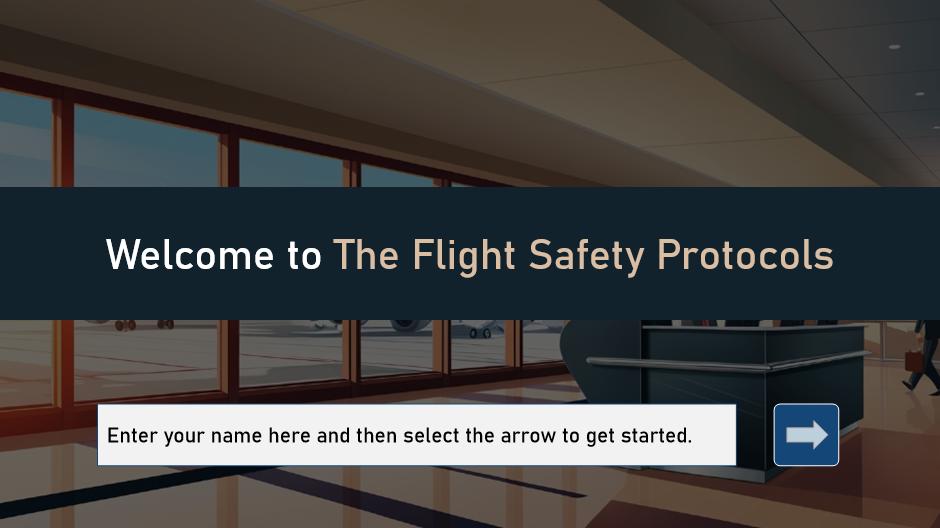 Welcome to The Flight Safety Protocols
Enter your name here and then select the arrow to get started.